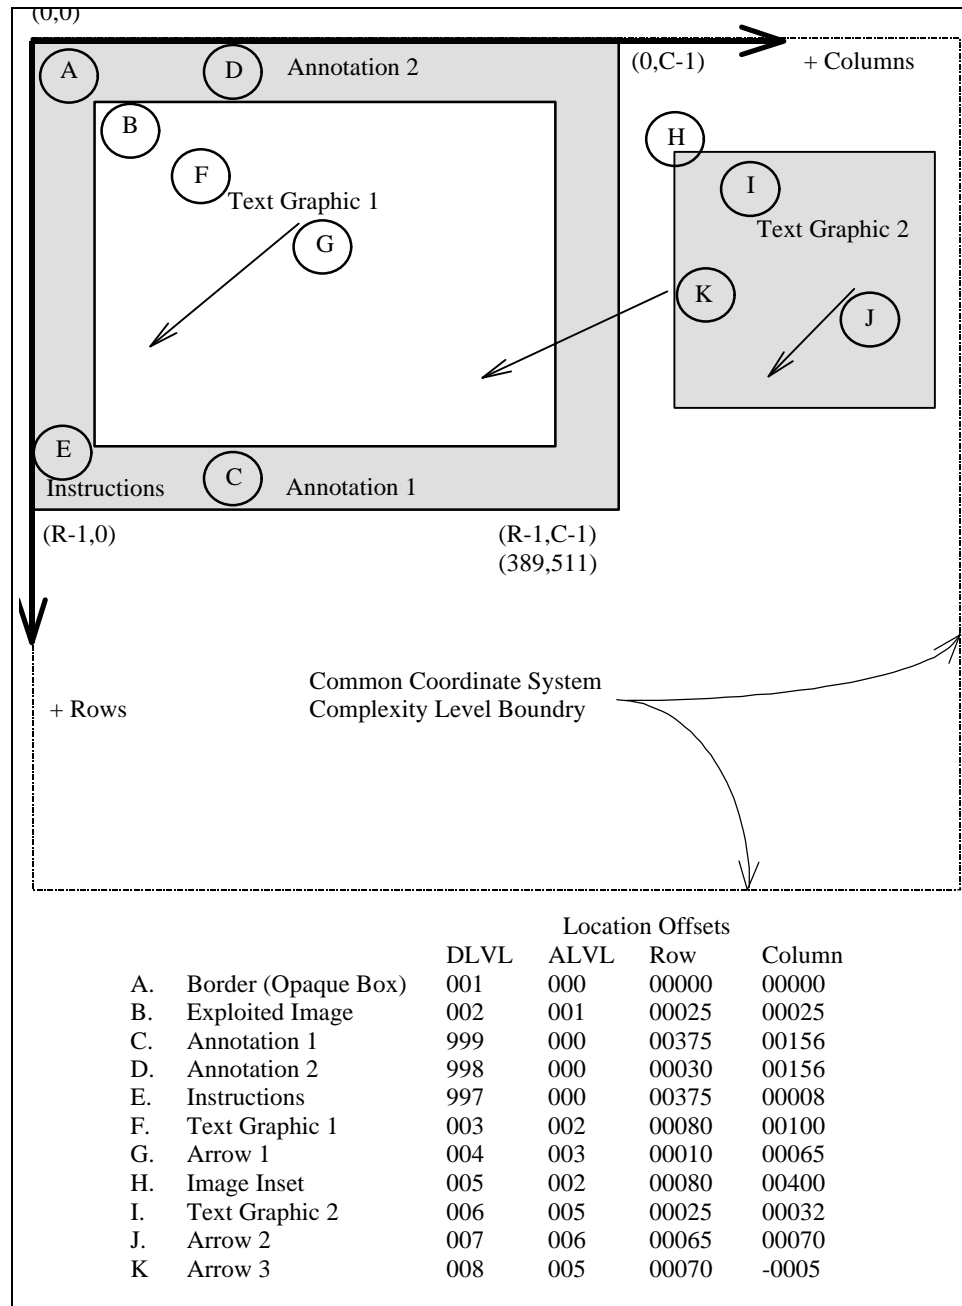 (0,0)
A
D
Annotation 2
(0,C-1)
+ Columns
B
H
F
I
Text Graphic 1
Text Graphic 2
G
K
J
E
C
Instructions
Annotation 1
(R-1,0)
(R-1,C-1)
(389,511)
Common Coordinate System
+ Rows
Complexity Level Boundry
Location Offsets
DLVL ALVL Row Column
A. Border (Opaque Box) 001 000 00000 00000
B. Exploited Image 002 001 00025 00025
C. Annotation 1 999 000 00375 00156
D. Annotation 2 998 000 00030 00156
E. Instructions 997 000 00375 00008
F. Text Graphic 1 003 002 00080 00100
G. Arrow 1 004 003 00010 00065
H. Image Inset 005 002 00080 00400
I. Text Graphic 2 006 005 00025 00032
J. Arrow 2 007 006 00065 00070
K Arrow 3 008 005 00070 -0005